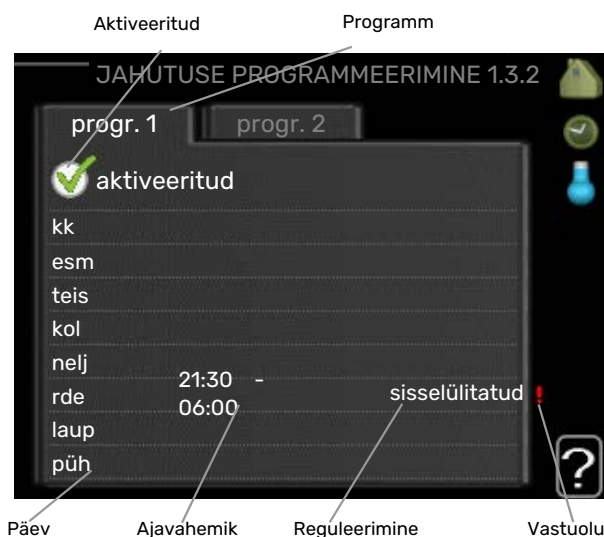 Aktiveeritud Programm
JAHUTUSE PROGRAMMEERIMINE 1.3.2
progr. 1 progr. 2
aktiveeritud
kk
esm
teis
kol
nelj
21:30 -
rde sisselülitatud !
06:00
laup
püh
?
Päev Ajavahemik Reguleerimine Vastuolu